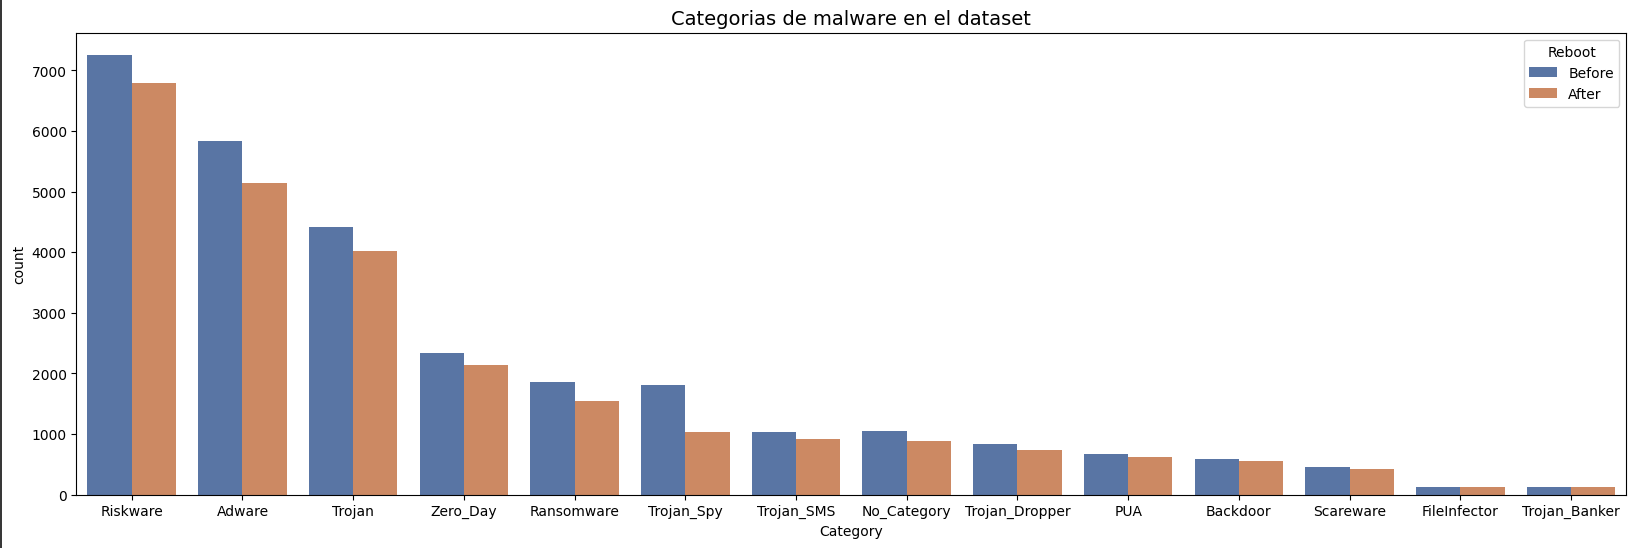 Categorias de malware en el dataset
Reboot
Before
After
7000
6000
5000
4000
3000
2000
1000
0
count
Riskware
Adware
Trojan
Zero_Day
Ransomware
Trojan_Spy
Trojan_SMS
No_Category
Trojan_Dropper
PUA
Backdoor
Scareware
FileInfector
Trojan_Banker
Category